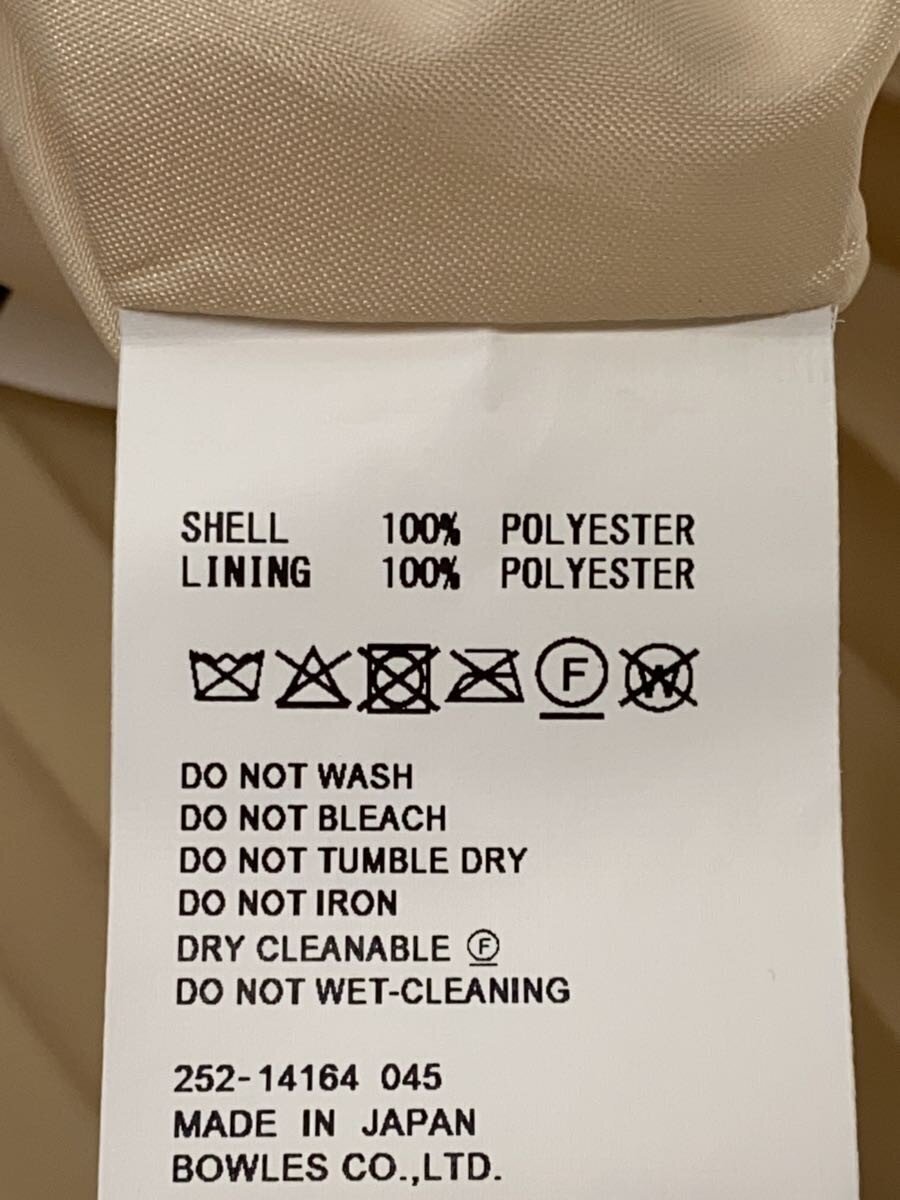 SHELL 100% POLYESTER
LINING 100% POLYESTER
F W
DO NOT WASH
DO NOT BLEACH
DO NOT TUMBLE DRY
DO NOT IRON
DRY CLEANABLE Ⓕ
DO NOT WET-CLEANING
252-14164 045
MADE IN JAPAN
BOWLES CO.,LTD.